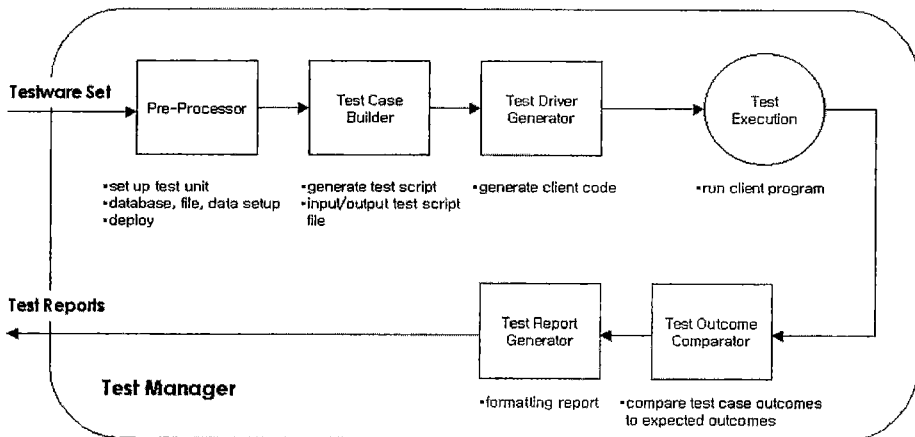 Testware Set
Pre-Processor
Test Case
Builder
Test Driver
Generator
Test
Execution
•set up test unit
•database, file, data setup
•deploy
•generate test script
•input/output test script
file
•generate client code
•run client program
Test Reports
Test Report
Generator
Test Outcome
Comparator
Test Manager
•formatting report
•compare test case outcomes
to expected outcomes